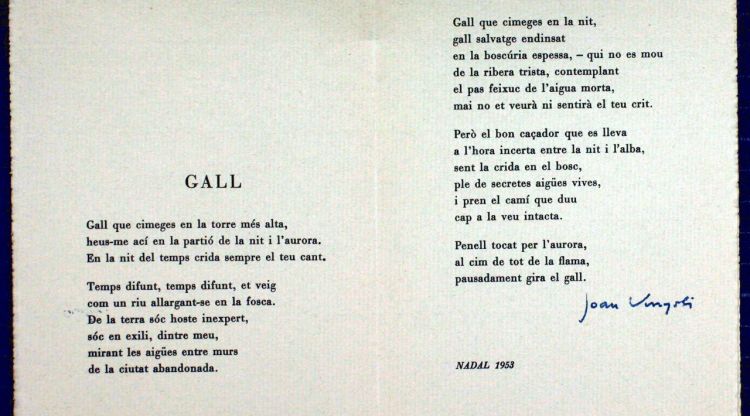 GALL
Gall que cimeges en la torre més alta,
heus-me ací en la partió de la nit i l'aurora.
En la nit del temps crida sempre el teu cant.
Temps difunt, temps difunt, et veig
com un riu allargant-se en la fosca.
De la terra sóc hoste inexpert,
sóc en exili, dintre meu,
mirant les aigües entre murs
de la ciutat abandonada.
Gall que cimeges en la nit,
gall salvatge endinsat
en la boscúria espessa, – qui no es mou
de la ribera trista, contemplant
el pas feixuc de l'aigua morta,
mai no et veurà ni sentirà el teu crit.
Però el bon caçador que es lleva
a l'hora incerta entre la nit i l'alba,
sent la crida en el bosc,
ple de secretes aigües vives,
i pren el camí que duu
cap a la veu intacta.
Penell tocat per l'aurora,
al cim de tot de la flama,
pausadament gira el gall.
Joan Vinyoli
NADAL 1953